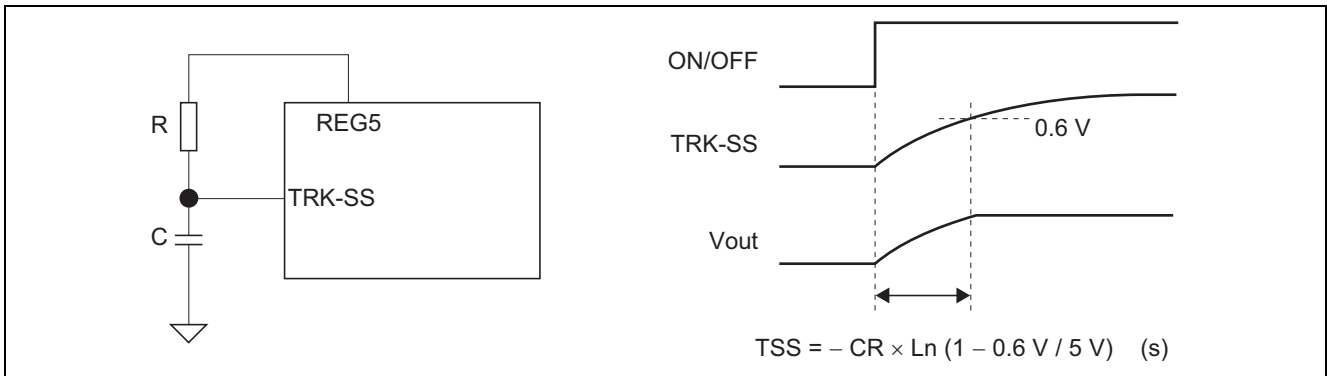 R
C
REG5
TRK-SS
ON/OFF
TRK-SS
0.6 V
Vout
TSS = – CR × Ln (1 – 0.6 V / 5 V) (s)